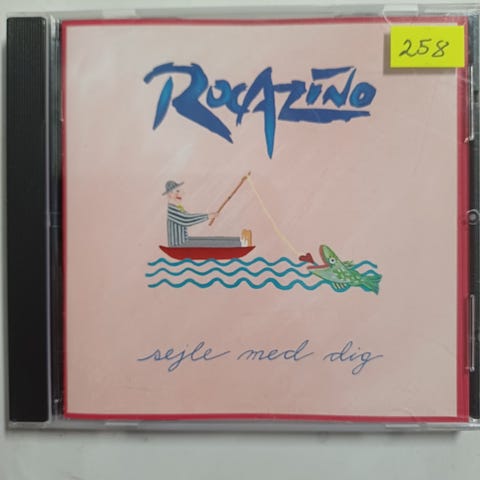 258
ROCAZINO
sejle med dig